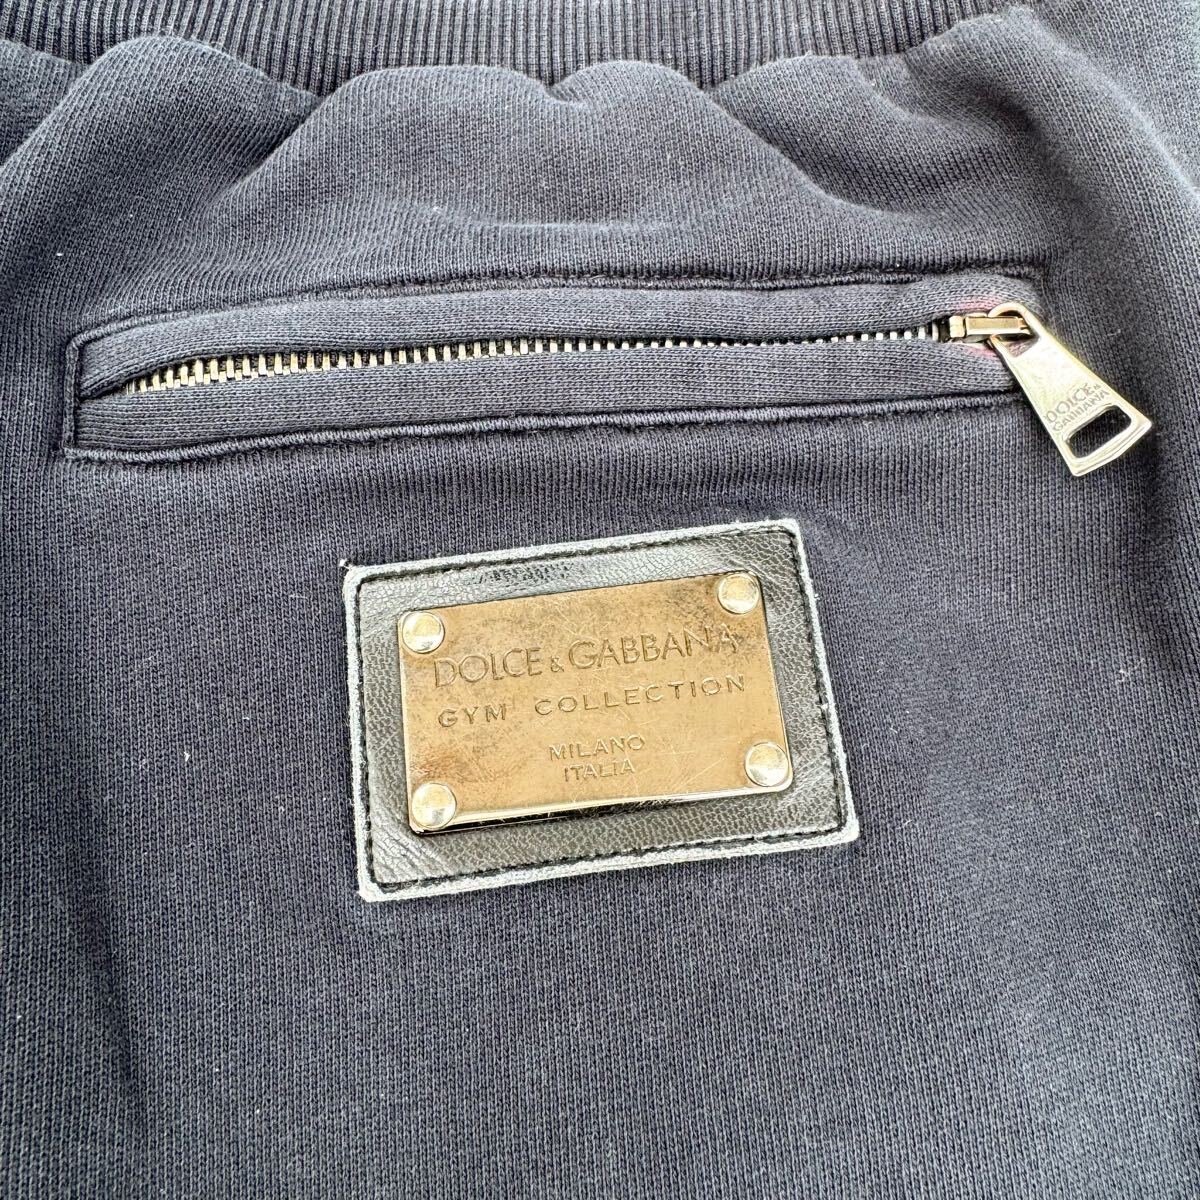 DOLCE &
GABBANA
DOLCE & GABBANA
GYM COLLECTION
MILANO
ITALIA